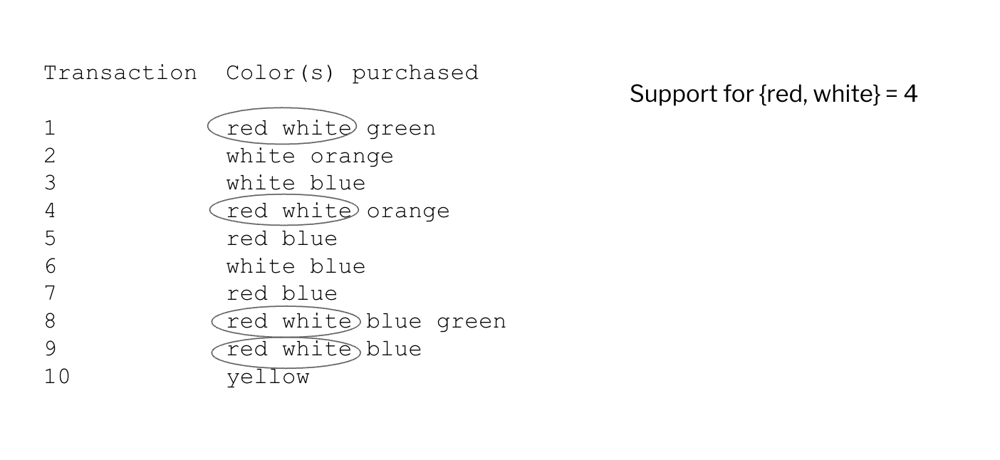 Transaction Color(s) purchased
Support for {red, white} = 4
1 red white green
2 white orange
3 white blue
4 red white orange
5 red blue
6 white blue
7 red blue
8 red white blue green
9 red white blue
10 yellow